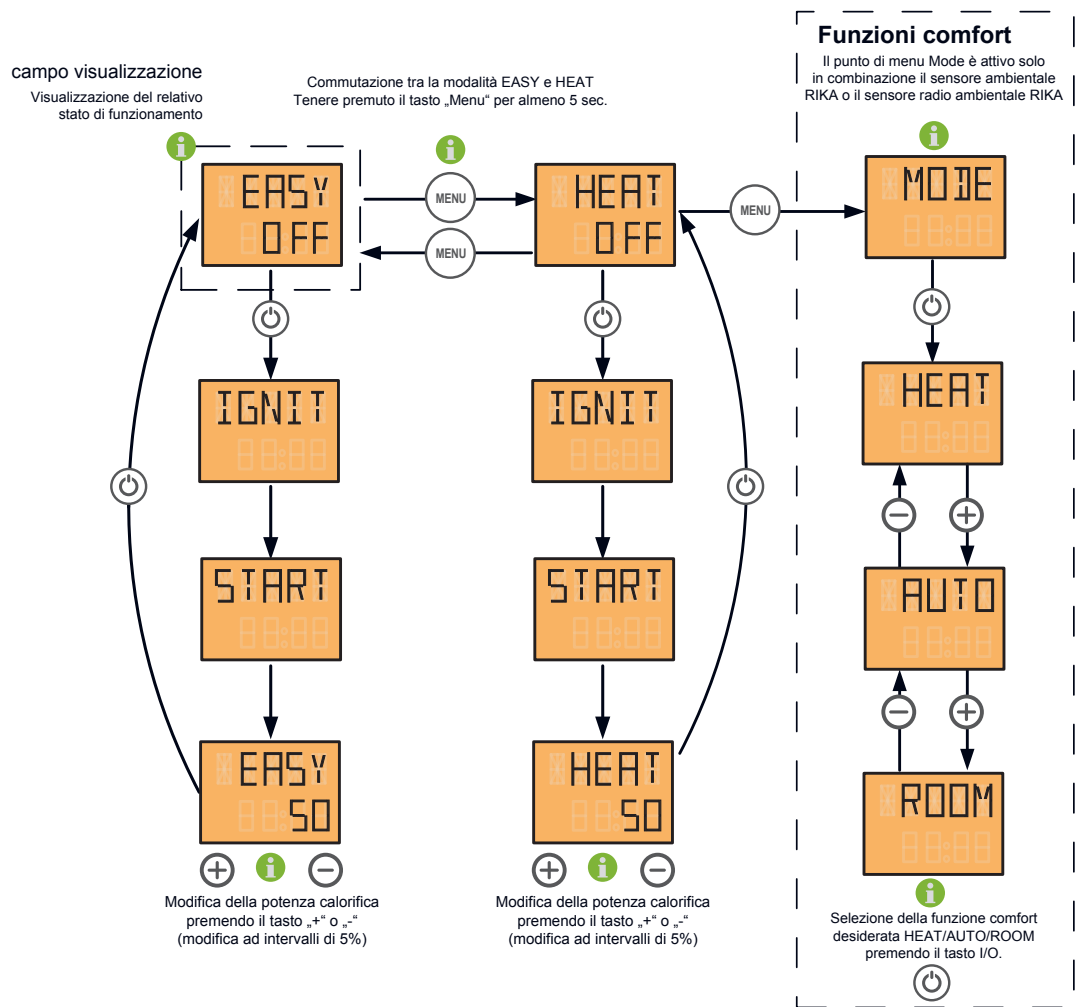 Funzioni comfort
Il punto di menu Mode è attivo solo
in combinazione il sensore ambientale
RIKA o il sensore radio ambientale RIKA
campo visualizzazione
Visualizzazione del relativo
stato di funzionamento
Commutazione tra la modalità EASY e HEAT
Tenere premuto il tasto „Menu“ per almeno 5 sec.
EASY
OFF
MENU
MENU
HEAT
OFF
MENU
MODE
IGNIT
IGNIT
HEAT
START
START
AUTO
EASY
50
HEAT
50
ROOM
Modifica della potenza calorifica
premendo il tasto „+“ o „-“
(modifica ad intervalli di 5%)
Modifica della potenza calorifica
premendo il tasto „+“ o „-“
(modifica ad intervalli di 5%)
Selezione della funzione comfort
desiderata HEAT/AUTO/ROOM
premendo il tasto I/O.